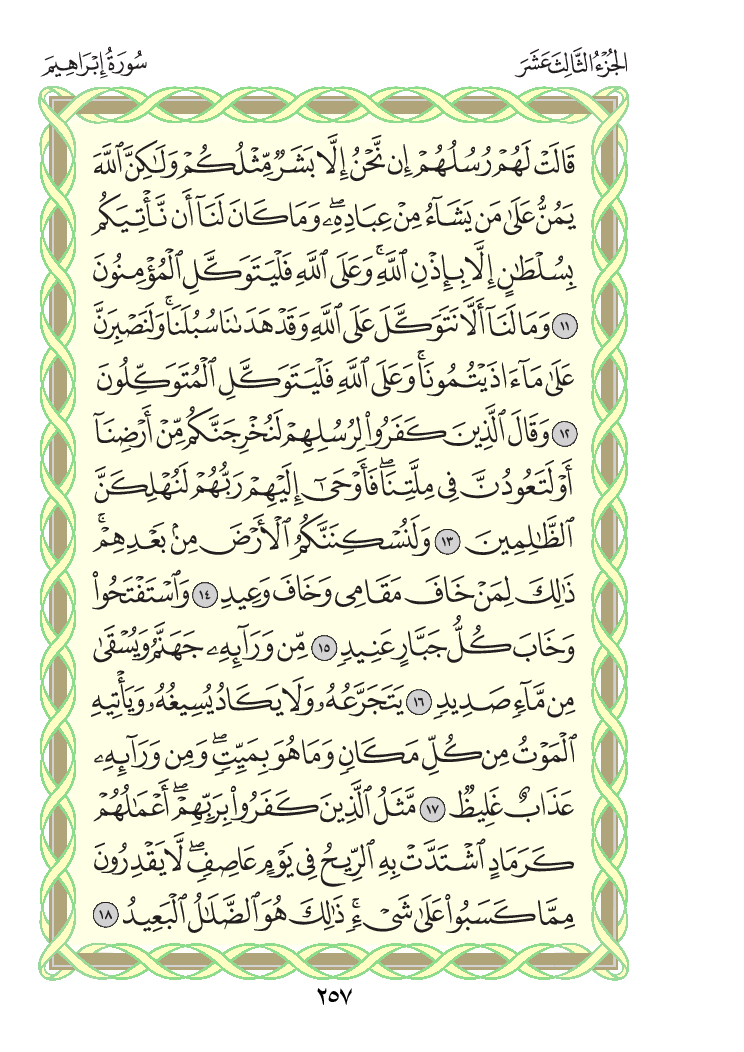 الجُزْءُ الثَّالِثَ عَشَرَ
سُورَةُ إِبْرَاهِيمَ
قَالَتْ لَهُمْ رُسُلُهُمْ إِن نَّحْنُ إِلَّا بَشَرٌ مِّثْلُكُمْ وَلَٰكِنَّ ٱللَّهَ
يَمُنُّ عَلَىٰ مَن يَشَآءُ مِنْ عِبَادِهِۦۖ وَمَا كَانَ لَنَآ أَن نَّأْتِيَكُم
بِسُلْطَٰنٍ إِلَّا بِإِذْنِ ٱللَّهِۚ وَعَلَى ٱللَّهِ فَلْيَتَوَكَّلِ ٱلْمُؤْمِنُونَ
١١ وَمَا لَنَآ أَلَّا نَتَوَكَّلَ عَلَى ٱللَّهِ وَقَدْ هَدَىٰنَا سُبُلَنَاۚ وَلَنَصْبِرَنَّ
عَلَىٰ مَآ ءَاذَيْتُمُونَاۚ وَعَلَى ٱللَّهِ فَلْيَتَوَكَّلِ ٱلْمُتَوَكِّلُونَ
١٢ وَقَالَ ٱلَّذِينَ كَفَرُوا۟ لِرُسُلِهِمْ لَنُخْرِجَنَّكُم مِّنْ أَرْضِنَآ
أَوْ لَتَعُودُنَّ فِى مِلَّتِنَاۖ فَأَوْحَىٰٓ إِلَيْهِمْ رَبُّهُمْ لَنُهْلِكَنَّ
ٱلظَّٰلِمِينَ ١٣ وَلَنُسْكِنَنَّكُمُ ٱلْأَرْضَ مِنۢ بَعْدِهِمْۚ
ذَٰلِكَ لِمَنْ خَافَ مَقَامِى وَخَافَ وَعِيدِ ١٤ وَٱسْتَفْتَحُوا۟
وَخَابَ كُلُّ جَبَّارٍ عَنِيدٍ ١٥ مِّن وَرَآئِهِۦ جَهَنَّمُ وَيُسْقَىٰ
مِن مَّآءٍ صَدِيدٍ ١٦ يَتَجَرَّعُهُۥ وَلَا يَكَادُ يُسِيغُهُۥ وَيَأْتِيهِ
ٱلْمَوْتُ مِن كُلِّ مَكَانٍ وَمَا هُوَ بِمَيِّتٍۖ وَمِن وَرَآئِهِۦ
عَذَابٌ غَلِيظٌ ١٧ مَّثَلُ ٱلَّذِينَ كَفَرُوا۟ بِرَبِّهِمْۖ أَعْمَٰلُهُمْ
كَرَمَادٍ ٱشْتَدَّتْ بِهِ ٱلرِّيحُ فِى يَوْمٍ عَاصِفٍۖ لَّا يَقْدِرُونَ
مِمَّا كَسَبُوا۟ عَلَىٰ شَىْءٍۚ ذَٰلِكَ هُوَ ٱلضَّلَٰلُ ٱلْبَعِيدُ ١٨
٢٥٧